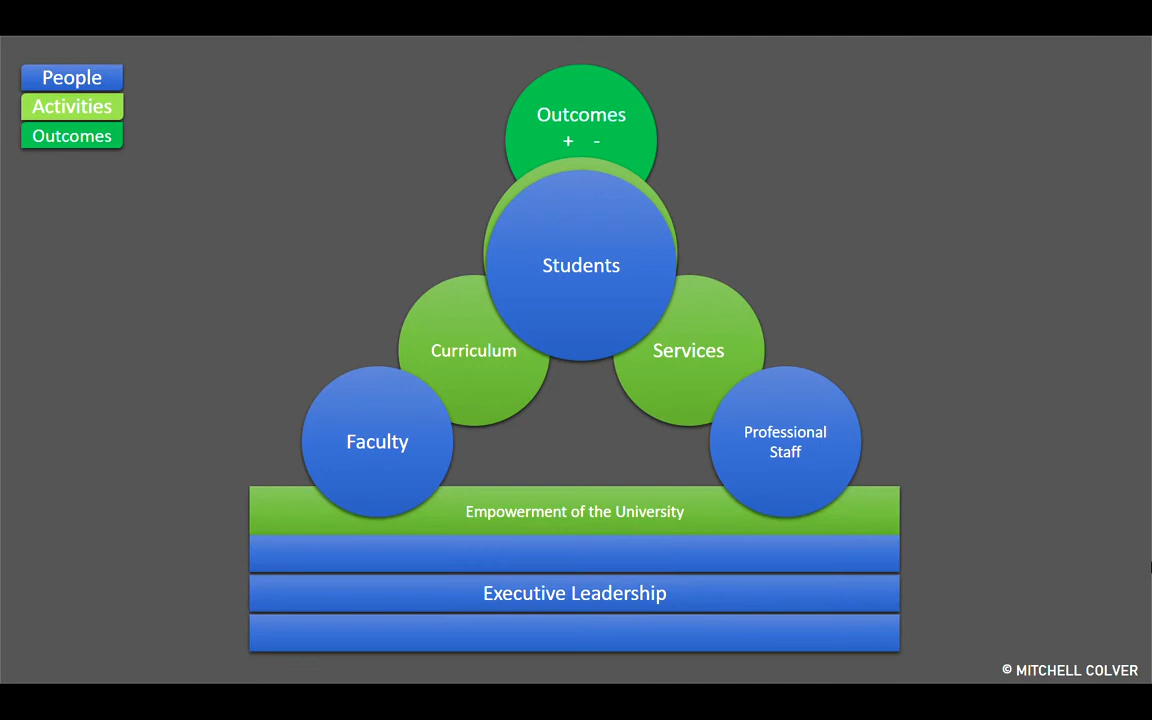 People
Activities
Outcomes
Outcomes
+ -
Students
Curriculum
Services
Faculty
Professional
Staff
Empowerment of the University
Executive Leadership
© MITCHELL COLVER